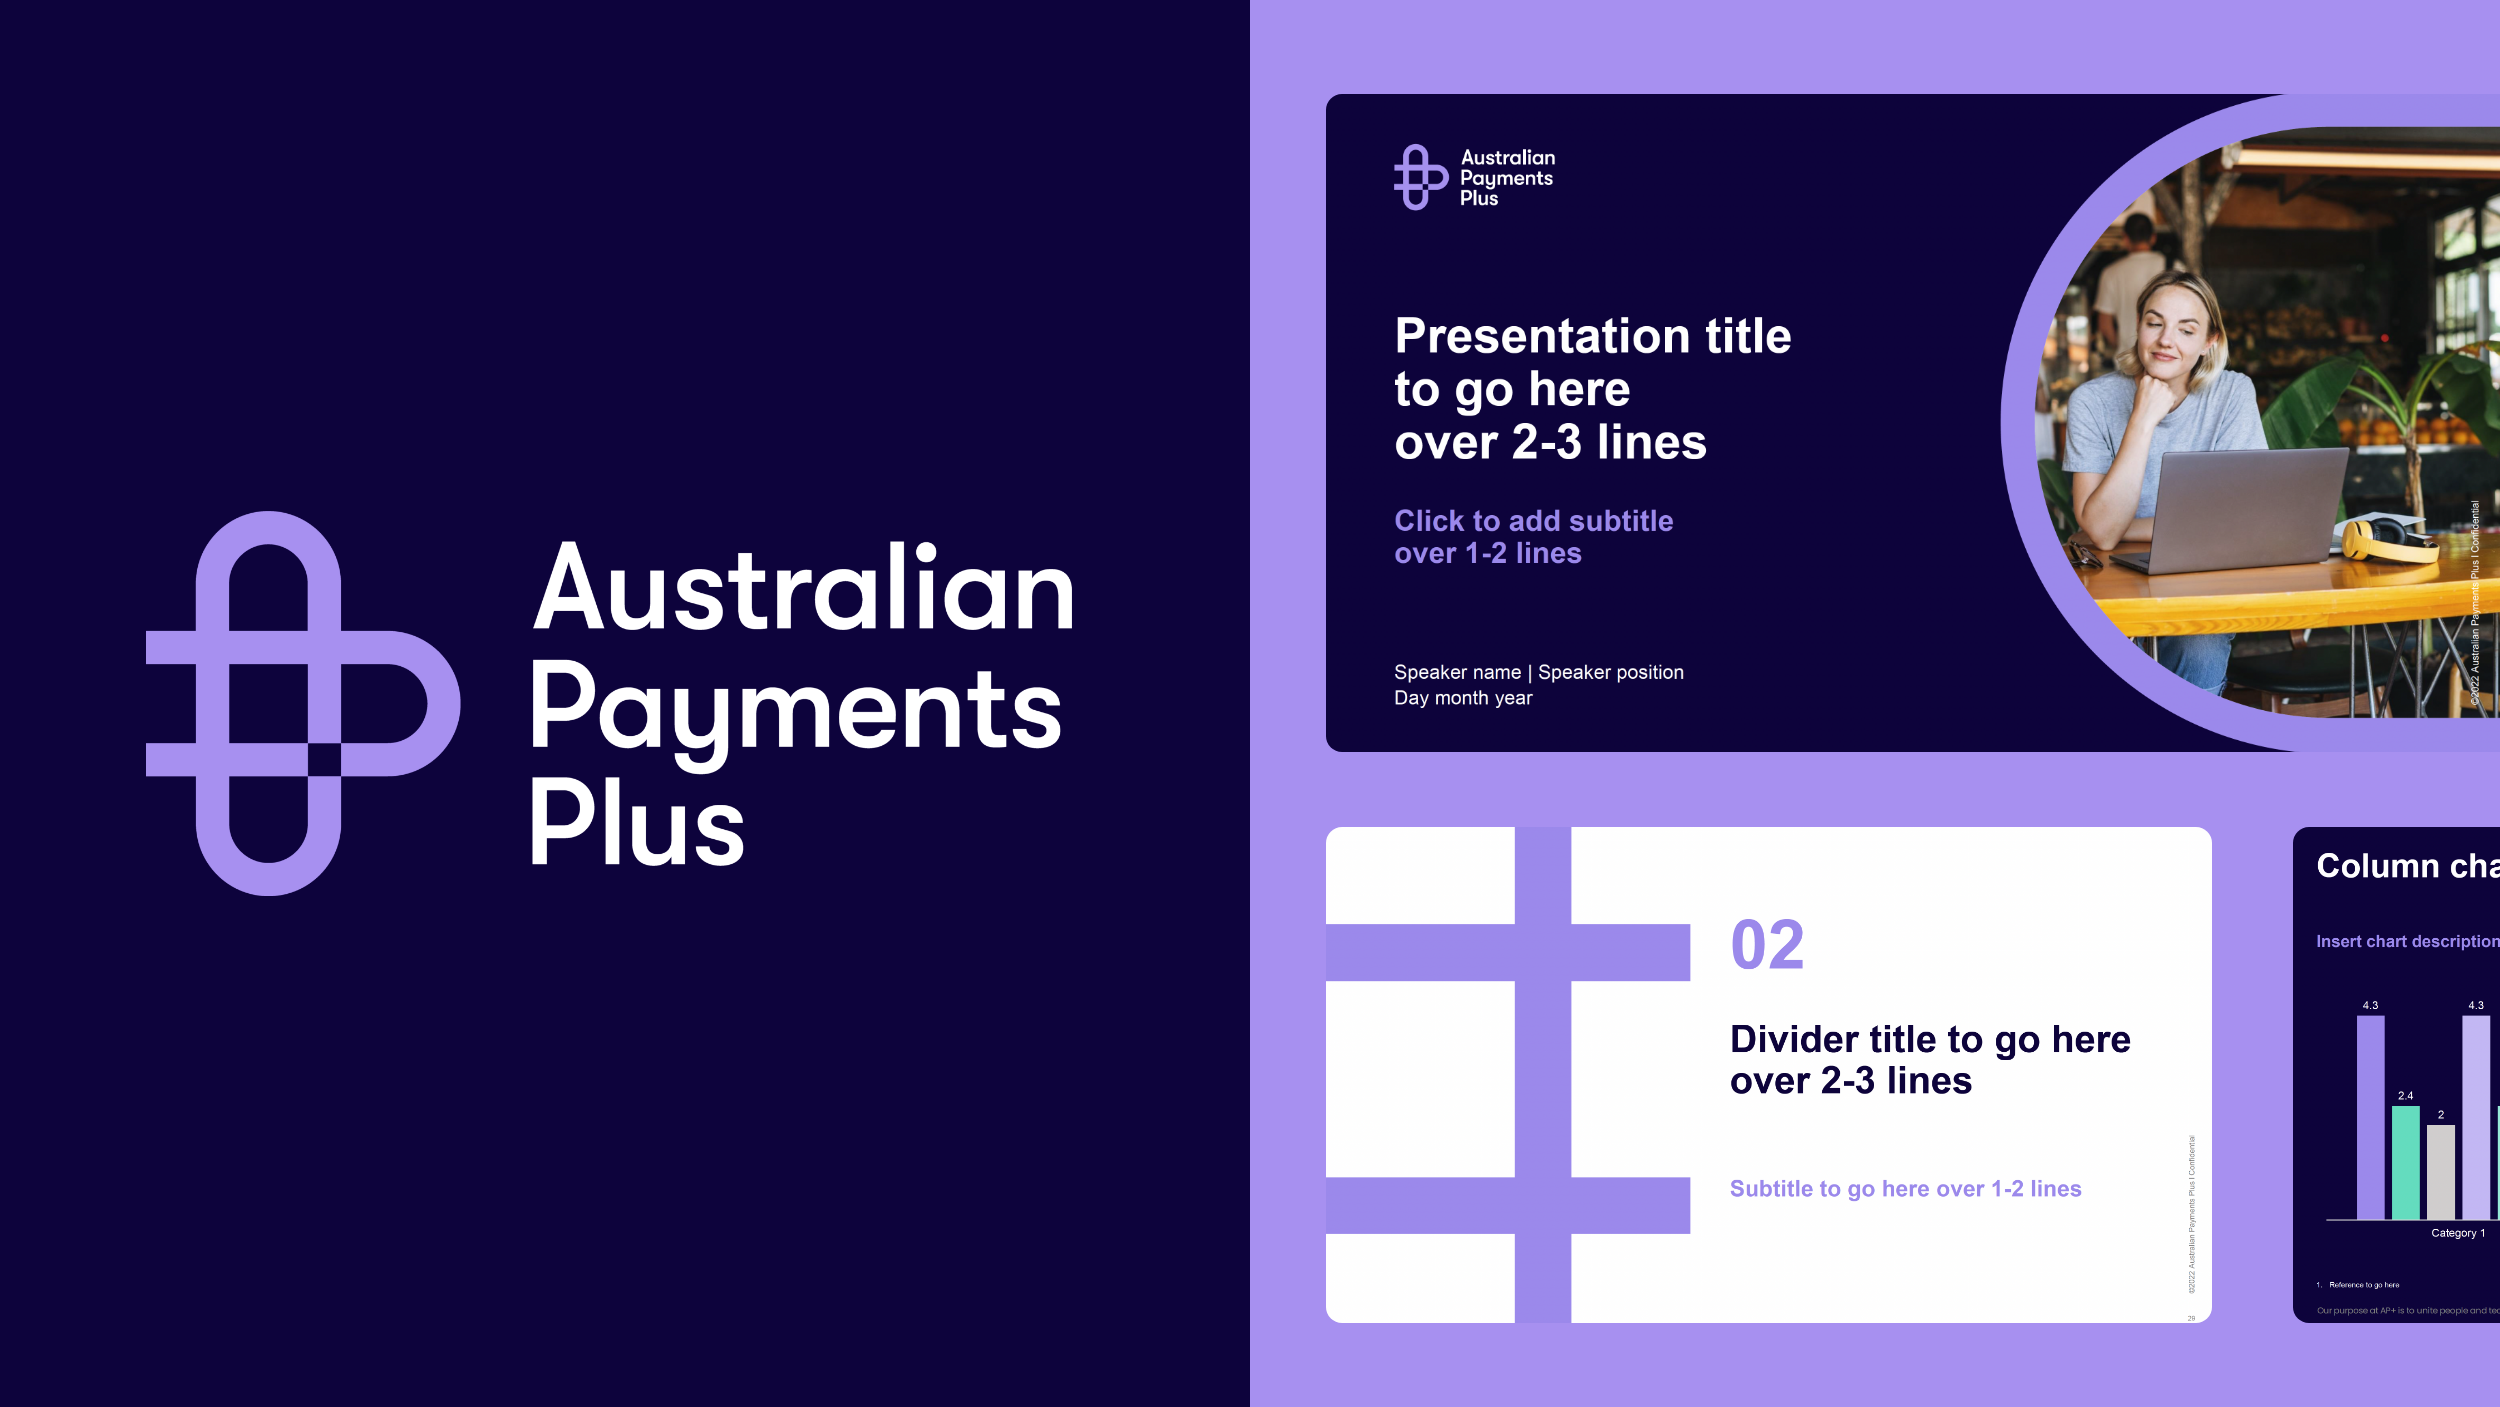 Australian
Payments
Plus
Australian
Payments
Plus
Presentation title
to go here
over 2-3 lines
Click to add subtitle
over 1-2 lines
Speaker name | Speaker position
Day month year
©2022 Australian Payments Plus I Confidential
02
Divider title to go here
over 2-3 lines
Subtitle to go here over 1-2 lines
©2022 Australian Payments Plus I Confidential
29
Column cha
Insert chart description
4.3
2.4
2
4.3
Category 1
1. Reference to go here
Our purpose at AP+ is to unite people and tec